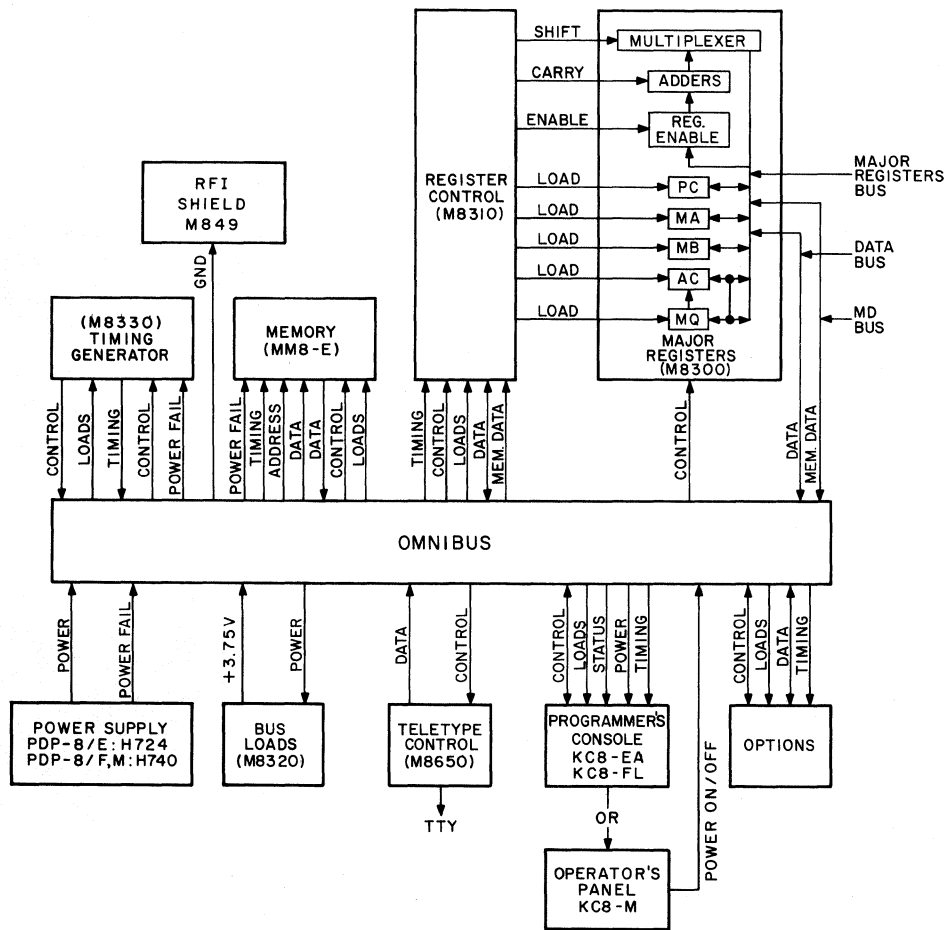 SHIFT
MULTIPLEXER
CARRY
ADDERS
ENABLE
REG.
ENABLE
REGISTER
CONTROL
(M8310)
LOAD
PC
LOAD
MA
LOAD
MB
LOAD
AC
LOAD
MQ
MAJOR
REGISTERS
(M8300)
MAJOR
REGISTERS
BUS
DATA
BUS
MD
BUS
RFI
SHIELD
M849
GND
(M8330)
TIMING
GENERATOR
MEMORY
(MM8-E)
CONTROL
LOADS
TIMING
CONTROL
POWER FAIL
POWER FAIL
TIMING
ADDRESS
DATA
DATA
CONTROL
LOADS
TIMING
CONTROL
LOADS
DATA
MEM. DATA
CONTROL
DATA
MEM. DATA
OMNIBUS
POWER
POWER FAIL
+3.75V
POWER
DATA
CONTROL
CONTROL
LOADS
STATUS
POWER
TIMING
POWER ON/OFF
CONTROL
LOADS
DATA
TIMING
POWER SUPPLY
PDP-8/E: H724
PDP-8/F,M: H740
BUS
LOADS
(M8320)
TELETYPE
CONTROL
(M8650)
TTY
PROGRAMMER'S
CONSOLE
KC8-EA
KC8-FL
OR
OPERATOR'S
PANEL
KC8-M
OPTIONS